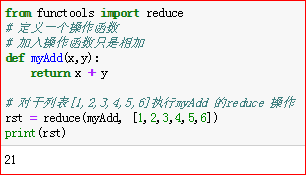 from functools import reduce
# 定义一个操作函数
# 加入操作函数只是相加
def myAdd(x,y):
    return x + y
# 对于列表[1,2,3,4,5,6]执行myAdd 的reduce 操作
rst = reduce(myAdd, [1,2,3,4,5,6])
print(rst)
21